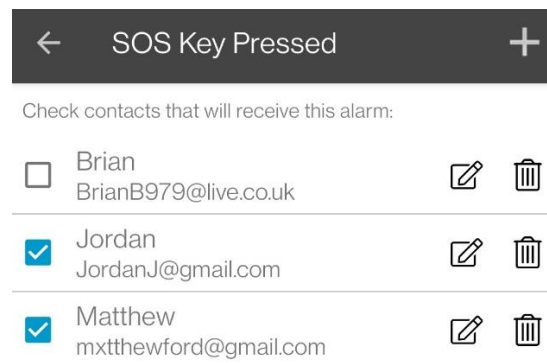 SOS Key Pressed
Check contacts that will receive this alarm:
Brian
BrianB979@live.co.uk
Jordan
JordanJ@gmail.com
Matthew
mxtthewford@gmail.com